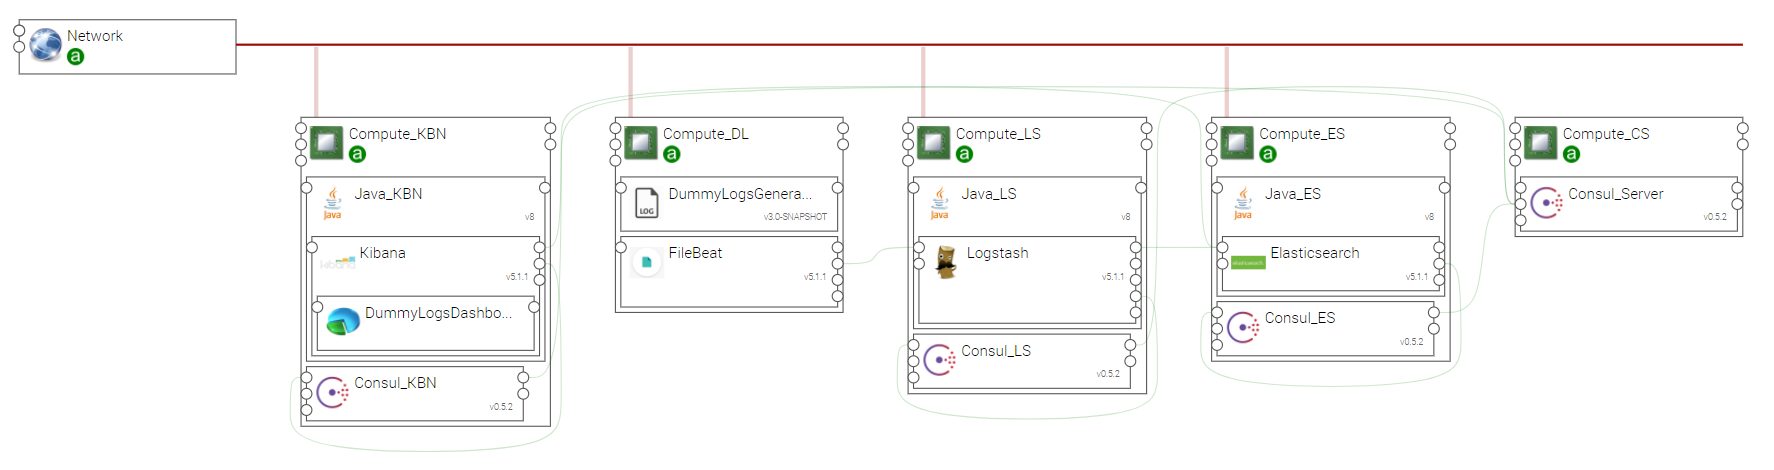 Network
a
Compute_KBN
a
Java_KBN
Java
v8
Kibana
kibana
v5.1.1
DummyLogsDashbo...
Consul_KBN
v0.5.2
Compute_DL
a
DummyLogsGenera...
LOG
v3.0-SNAPSHOT
FileBeat
v5.1.1
Compute_LS
a
Java_LS
Java
v8
Logstash
v5.1.1
Consul_LS
v0.5.2
Compute_ES
a
Java_ES
Java
v8
Elasticsearch
elasticsearch
v5.1.1
Consul_ES
v0.5.2
Compute_CS
a
Consul_Server
v0.5.2